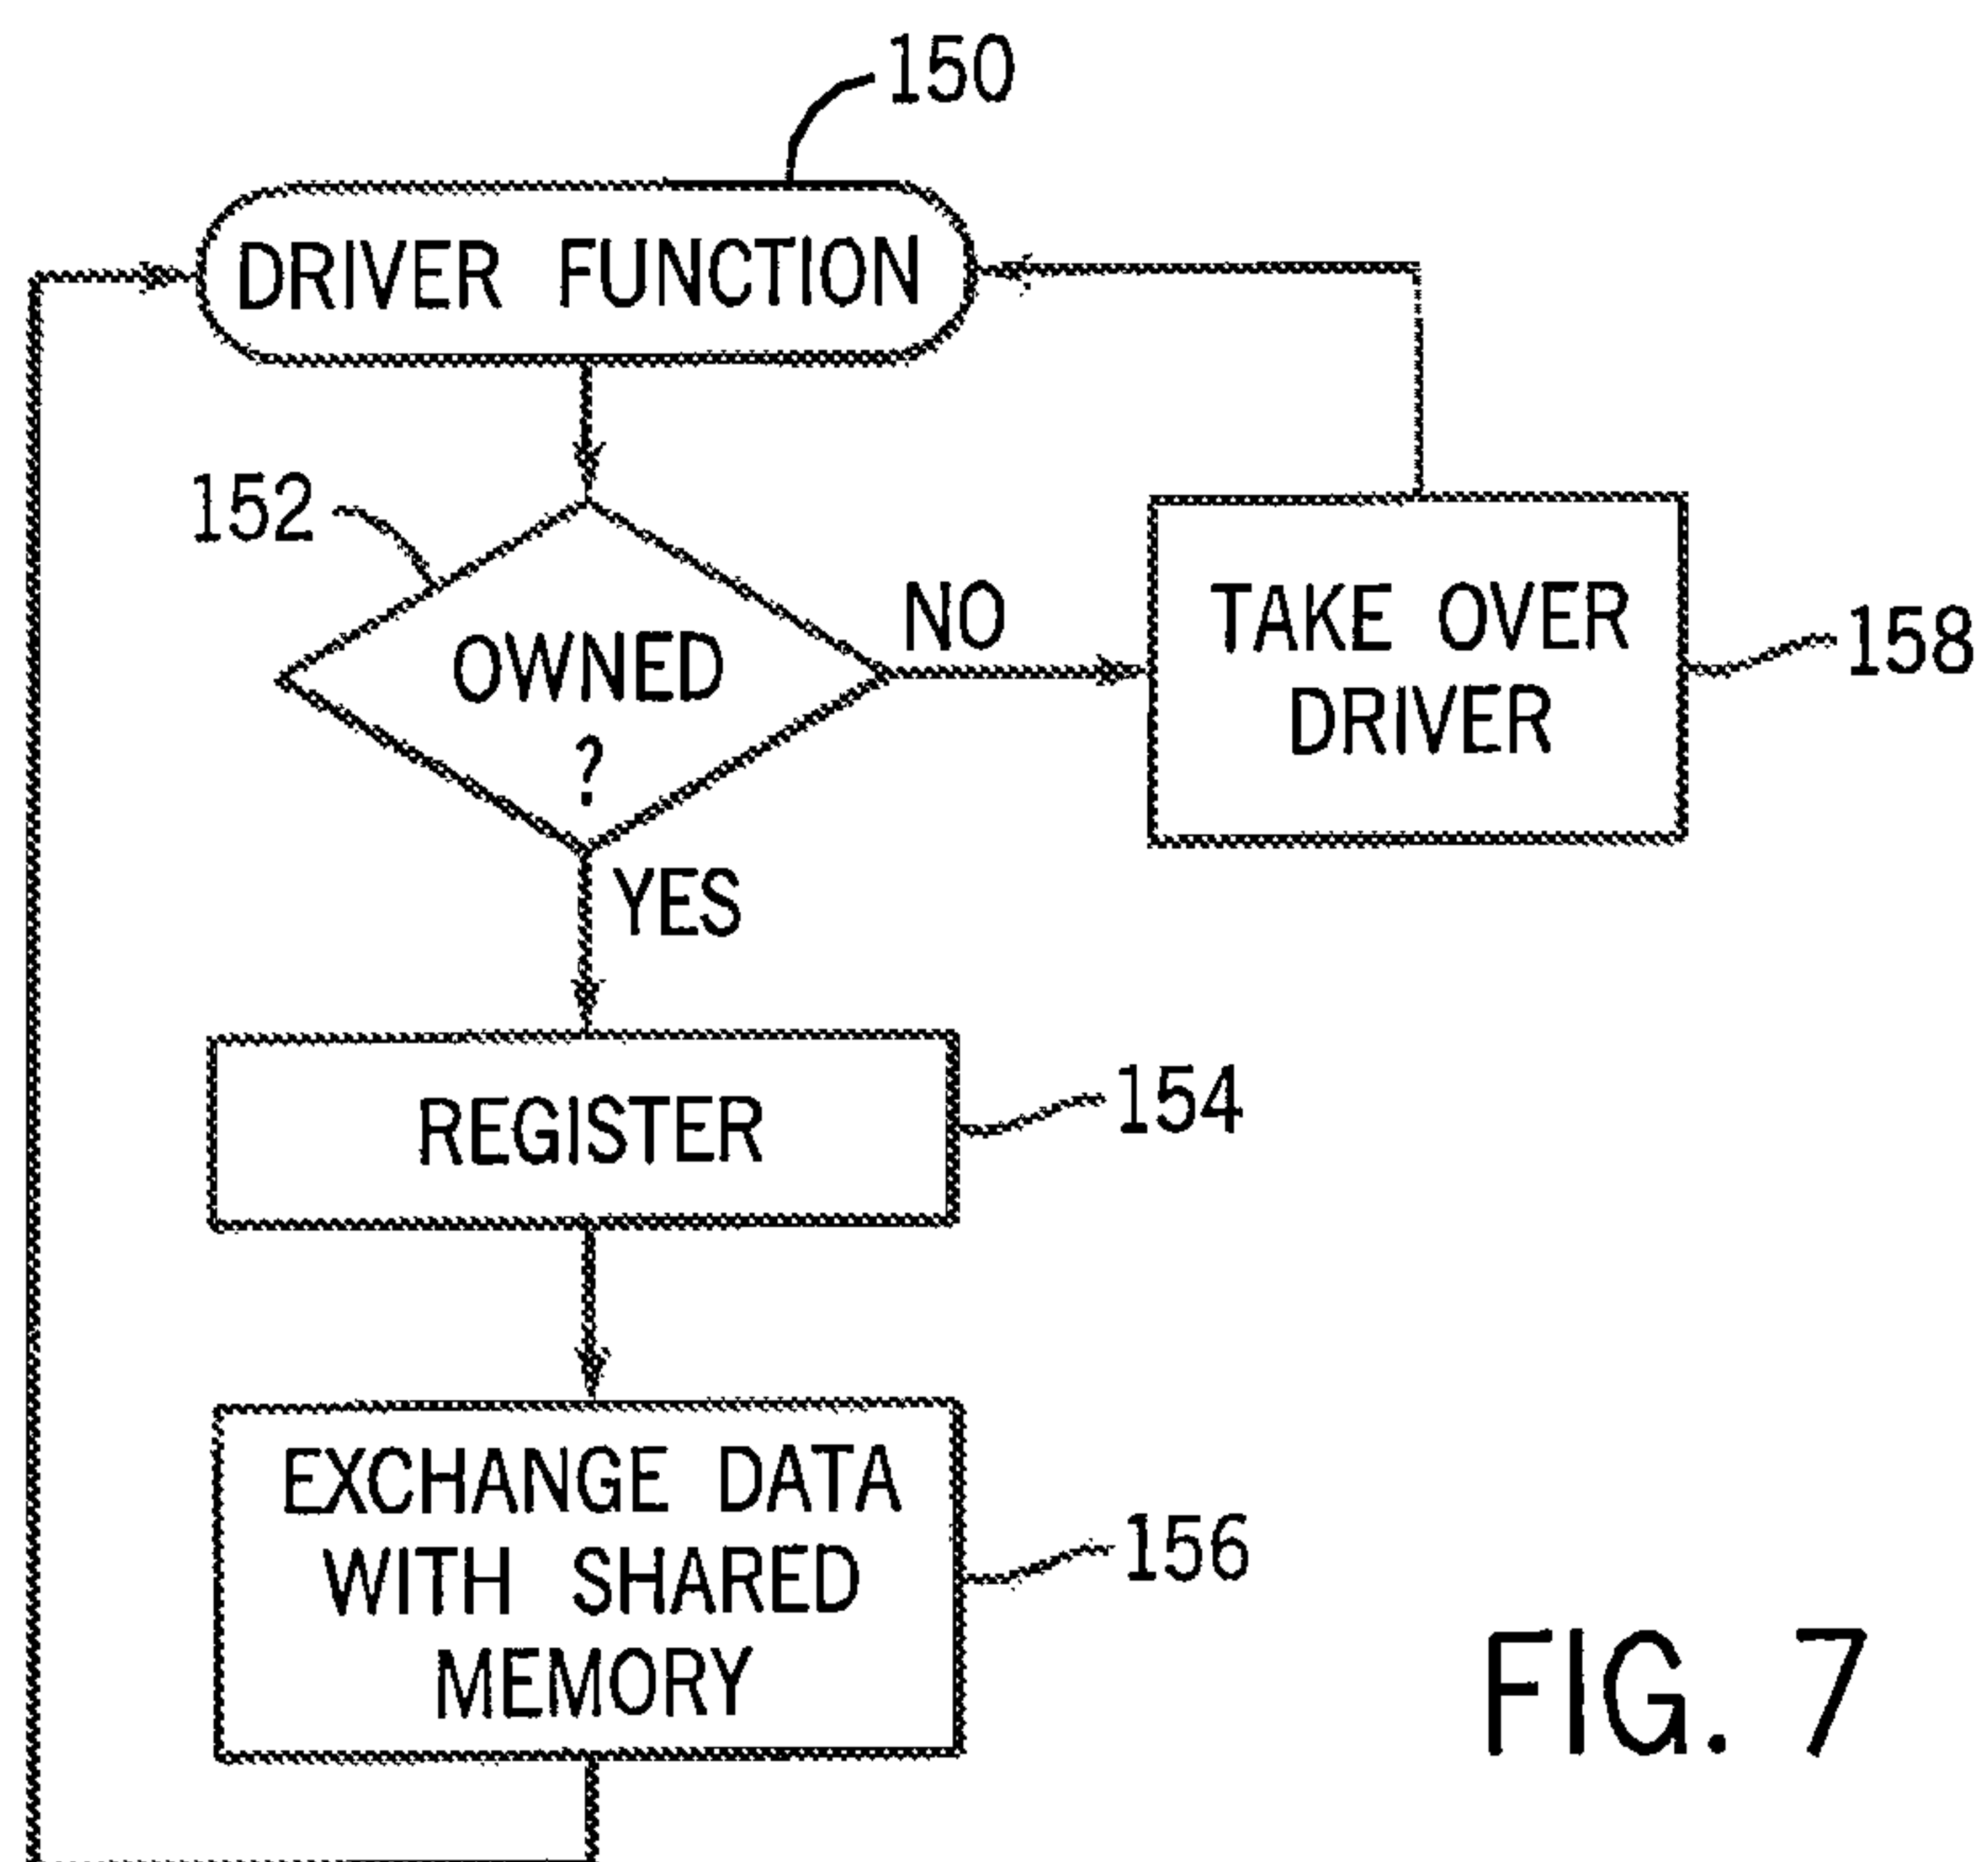 150
DRIVER FUNCTION
152
OWNED
?
NO
TAKE OVER
DRIVER
158
YES
REGISTER
154
EXCHANGE DATA
WITH SHARED
MEMORY
156
FIG. 7